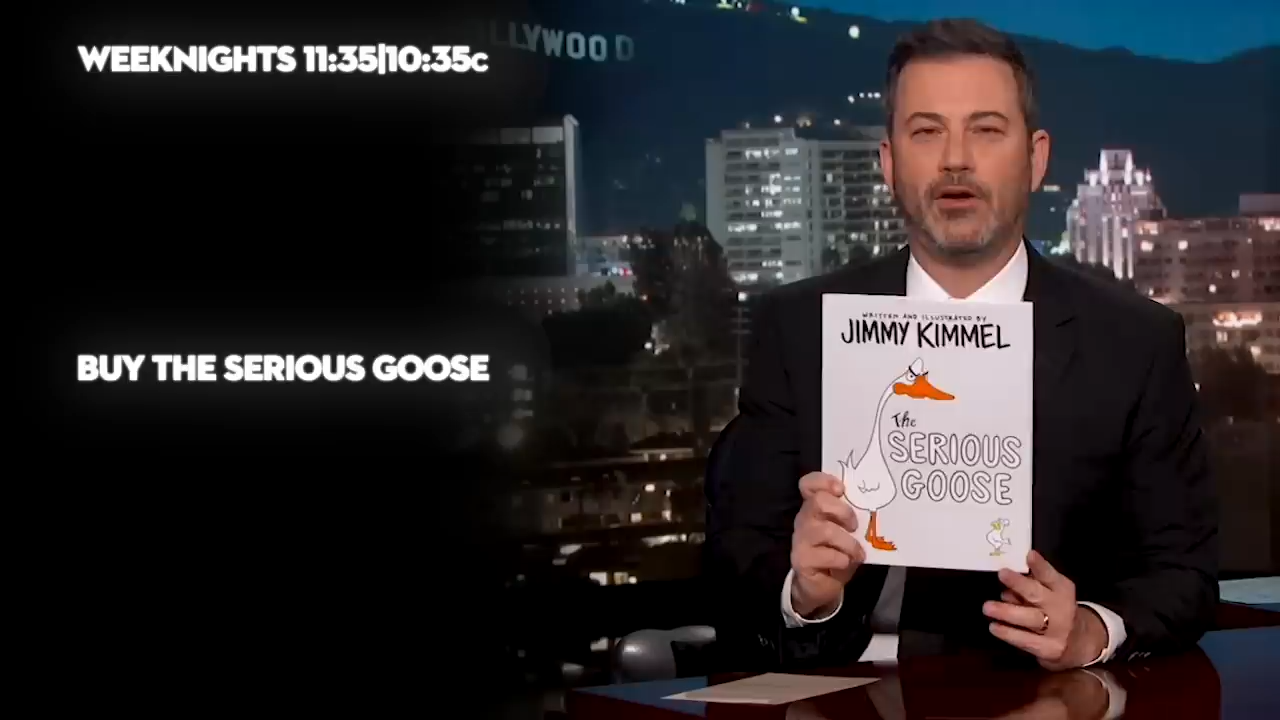 WEEKNIGHTS 11:35|10:35c
LLYWOOD
BUY THE SERIOUS GOOSE
WRITTEN AND ILLUSTRATED BY
JIMMY KIMMEL
The
SERIOUS
GOOSE